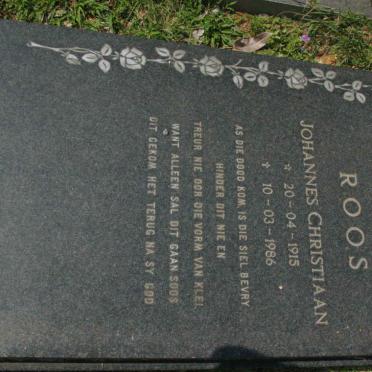 ROOS
JOHANNES CHRISTIAAN
☆ 20-04-1915
✝ 10-03-1986
AS DIE DOOD KOM, IS DIE SIEL BEVRY
HINDER DIT NIE EN
TREUR NIE OOR DIE VORM VAN KLEI.
WANT ALLEEN SAL DIT GAAN SOOS
DIT GEKOM HET TERUG NA SY GOD